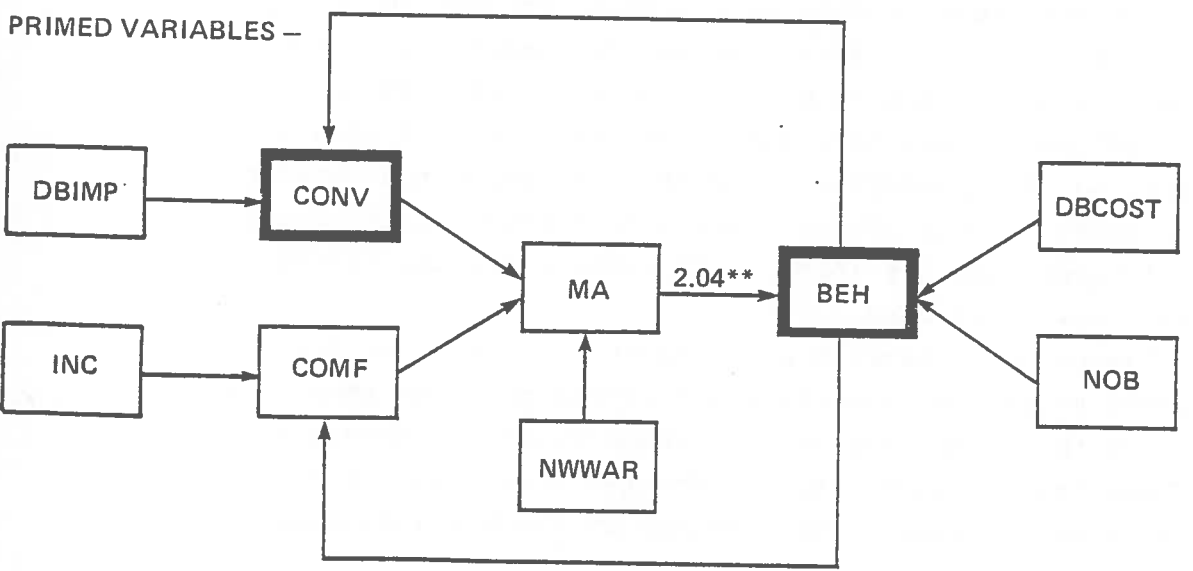 PRIMED VARIABLES –
DBIMP
CONV
DBCOST
MA
2.04**
BEH
INC
COMF
NOB
NWWAR